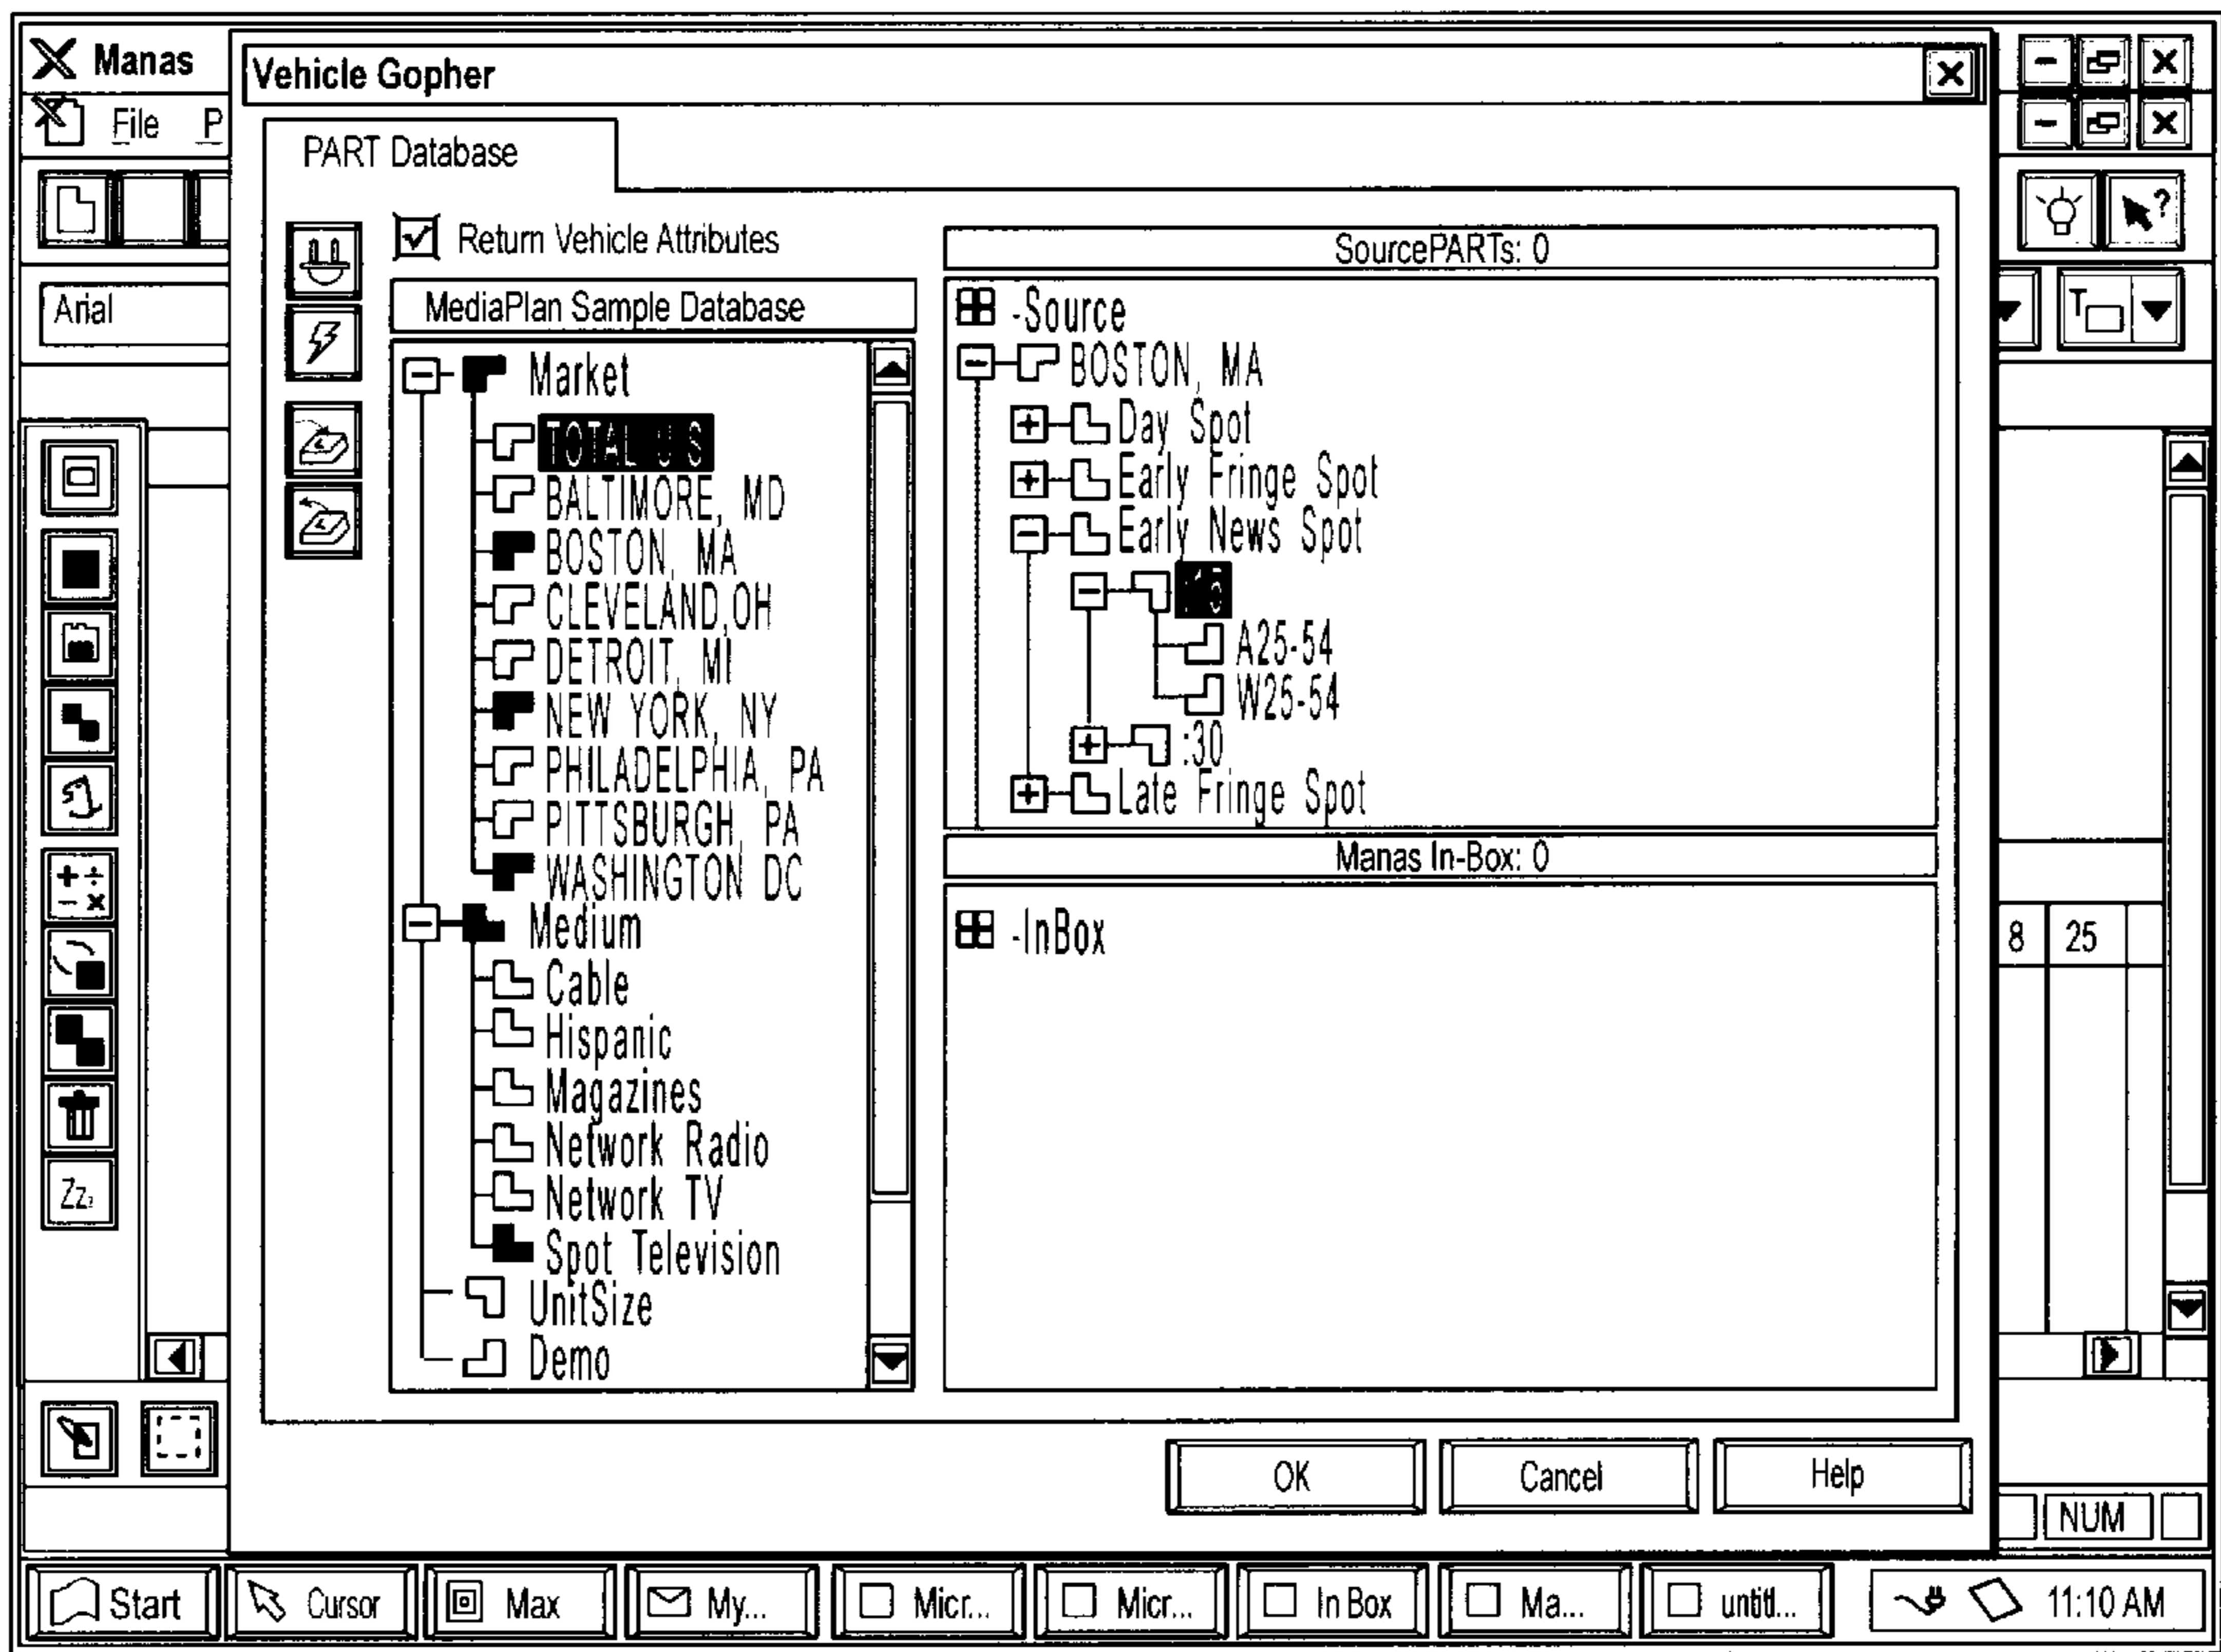 Manas
Vehicle Gopher
File P
PART Database
Return Vehicle Attributes
SourcePARTs: 0
Arial
MediaPlan Sample Database
-Source
Market
BOSTON, MA
TOTAL U S
Day Spot
BALTIMORE, MD
Early Fringe Spot
BOSTON, MA
Early News Spot
CLEVELAND,OH
:15
DETROIT, MI
A25-54
NEW YORK, NY
W25-54
PHILADELPHIA, PA
:30
PITTSBURGH, PA
Late Fringe Spot
WASHINGTON DC
Manas In-Box: 0
Medium
-InBox
8 25
Cable
Hispanic
Magazines
Network Radio
Network TV
Zzz
Spot Television
UnitSize
Demo
OK Cancel Help
NUM
Start Cursor Max My... Micr... Micr... In Box Ma... untitl... 11:10 AM